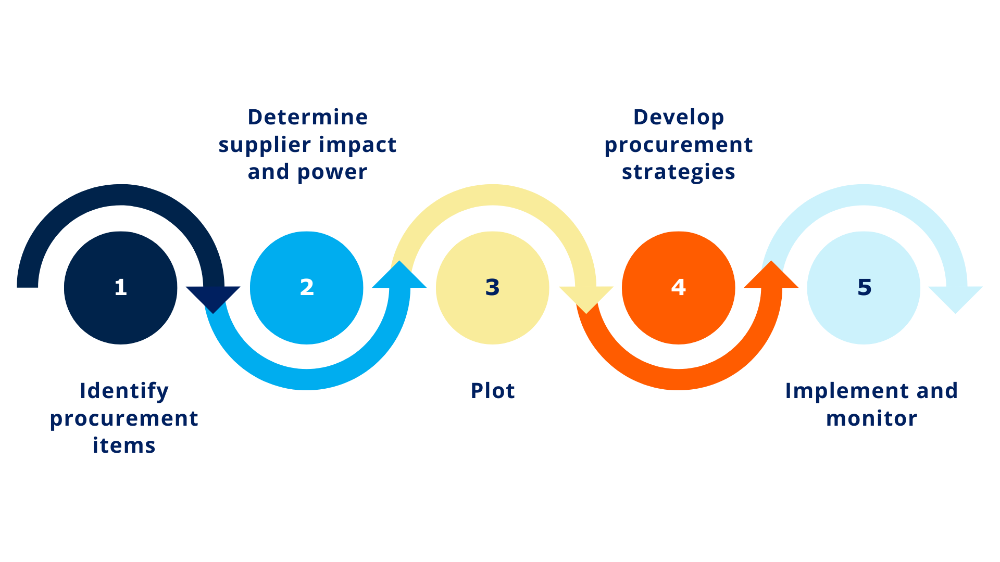 Determine
supplier impact
and power
Develop
procurement
strategies
1
2
3
4
5
Identify
procurement
items
Plot
Implement and
monitor